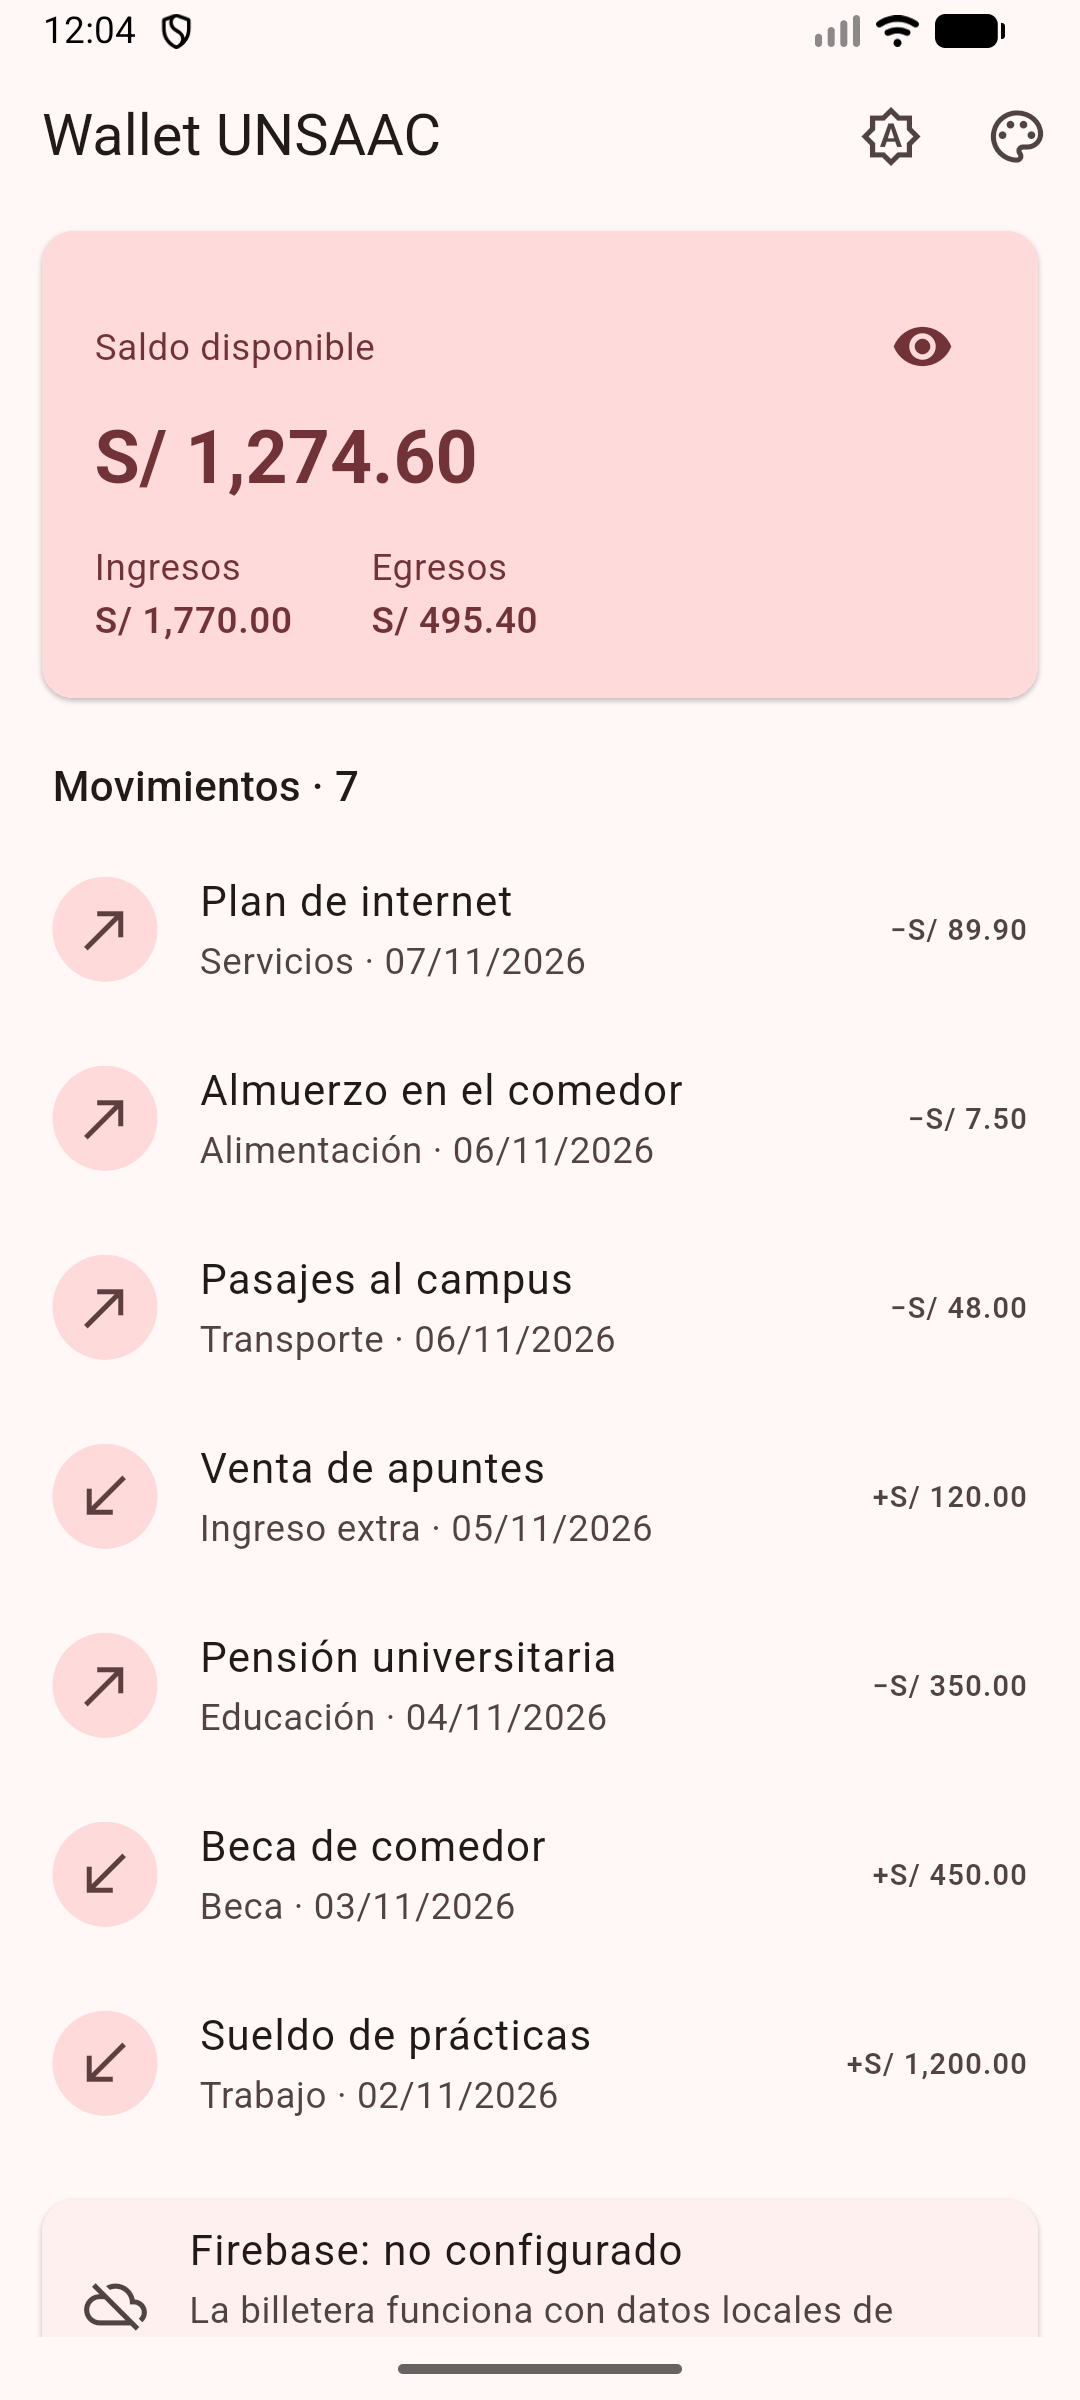 12:04
Wallet UNSAAC
A
Saldo disponible
S/ 1,274.60
Ingresos Egresos
S/ 1,770.00 S/ 495.40
Movimientos · 7
Plan de internet
Servicios · 07/11/2026
−S/ 89.90
Almuerzo en el comedor
Alimentación · 06/11/2026
−S/ 7.50
Pasajes al campus
Transporte · 06/11/2026
−S/ 48.00
Venta de apuntes
Ingreso extra · 05/11/2026
+S/ 120.00
Pensión universitaria
Educación · 04/11/2026
−S/ 350.00
Beca de comedor
Beca · 03/11/2026
+S/ 450.00
Sueldo de prácticas
Trabajo · 02/11/2026
+S/ 1,200.00
Firebase: no configurado
La billetera funciona con datos locales de